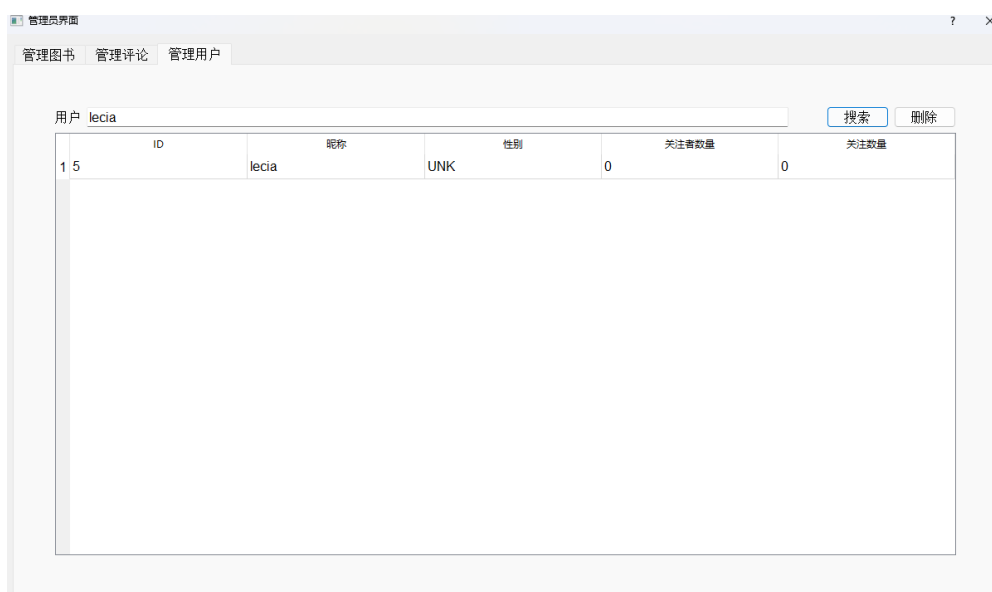 管理员界面 ?
管理图书 管理评论 管理用户
用户 lecia 搜索 删除
ID 昵称 性别 关注者数量 关注数量
1 5 lecia UNK 0 0